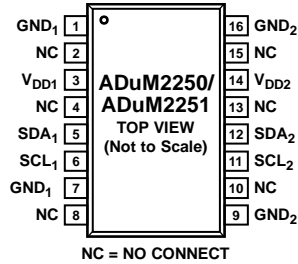 GND₁ 1 16 GND₂
NC 2 15 NC
V_DD1 3 ADuM2250/ 14 V_DD2
NC 4 ADuM2251 13 NC
SDA₁ 5 TOP VIEW 12 SDA₂
SCL₁ 6 (Not to Scale) 11 SCL₂
GND₁ 7 10 NC
NC 8 9 GND₂
NC = NO CONNECT